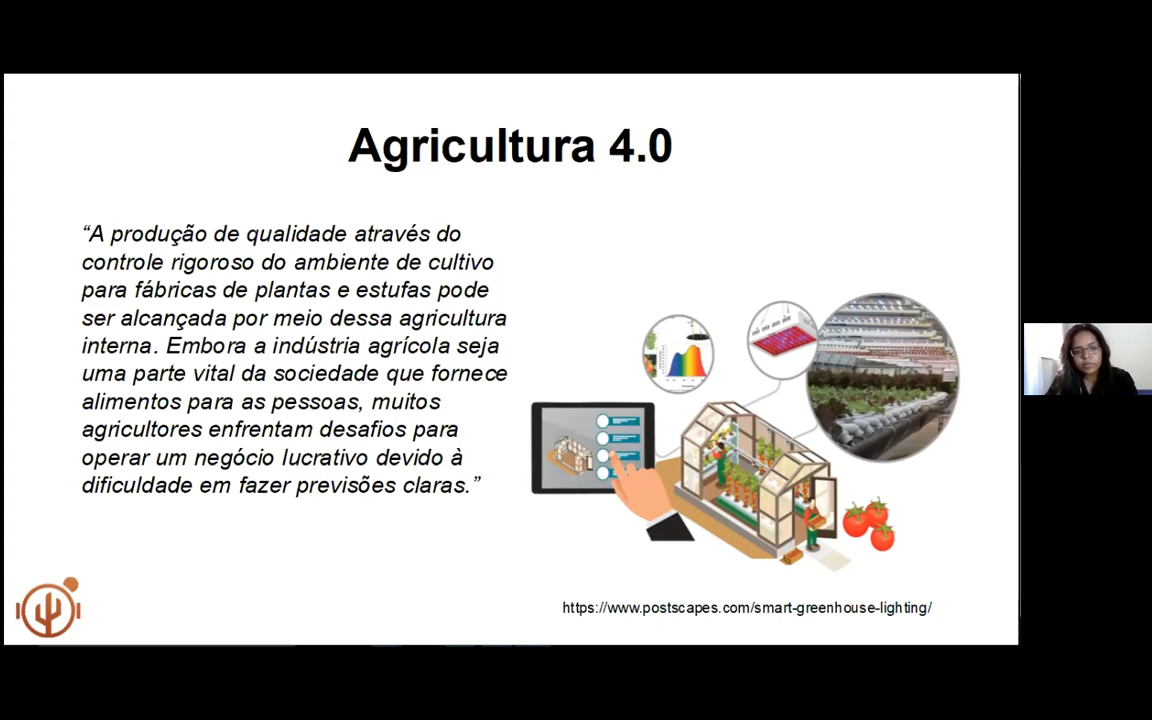 Agricultura 4.0
“A produção de qualidade através do
controle rigoroso do ambiente de cultivo
para fábricas de plantas e estufas pode
ser alcançada por meio dessa agricultura
interna. Embora a indústria agrícola seja
uma parte vital da sociedade que fornece
alimentos para as pessoas, muitos
agricultores enfrentam desafios para
operar um negócio lucrativo devido à
dificuldade em fazer previsões claras.”
https://www.postscapes.com/smart-greenhouse-lighting/